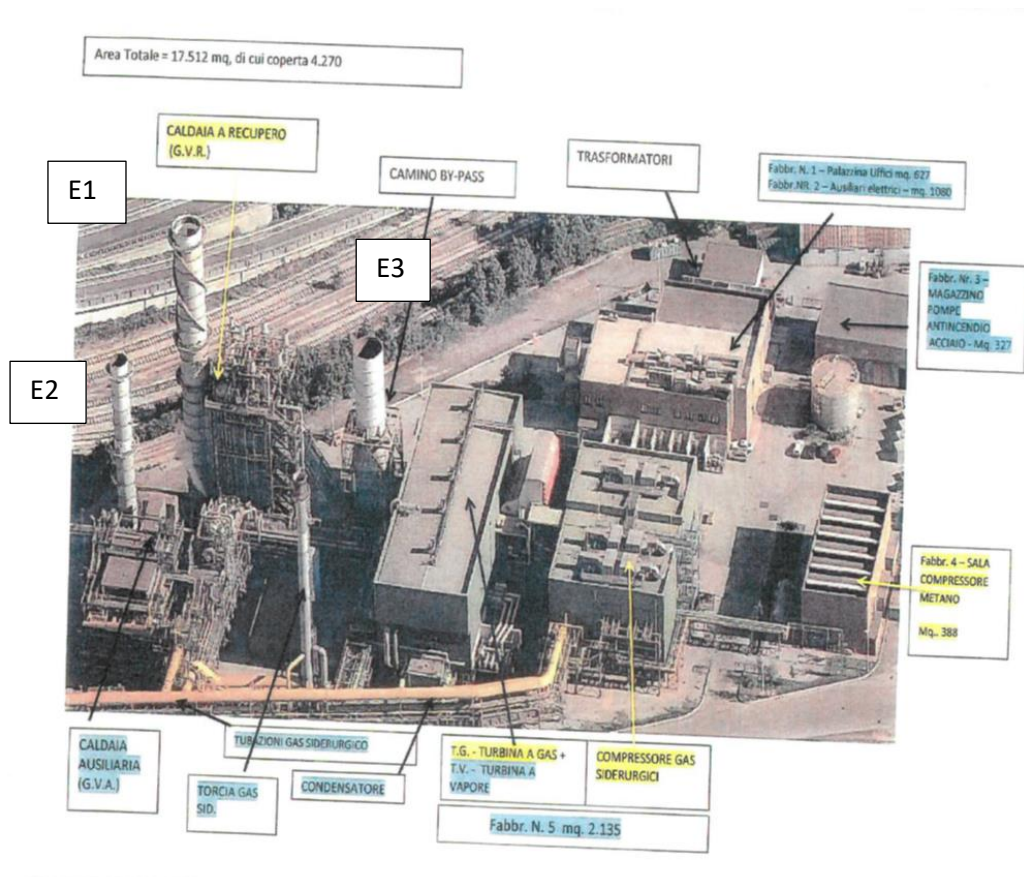 Area Totale = 17.512 mq, di cui coperta 4.270
CALDAIA A RECUPERO
(G.V.R.)
CAMINO BY-PASS
TRASFORMATORI
Fabbr. N. 1 – Palazzina Uffici mq. 627
Fabbr.NR. 2 – Ausiliari elettrici – mq. 1080
E1
E3
Fabbr. Nr. 3 –
MAGAZZINO
POMPE
ANTINCENDIO
ACCIAIO - Mq. 327
E2
Fabbr. 4 – SALA
COMPRESSORE
METANO
Mq.. 388
CALDAIA
AUSILIARIA
(G.V.A.)
TUBAZIONI GAS SIDERURGICO
TORCIA GAS
SID.
CONDENSATORE
T.G. - TURBINA A GAS +
T.V. - TURBINA A
VAPORE
COMPRESSORE GAS
SIDERURGICI
Fabbr. N. 5 mq. 2.135